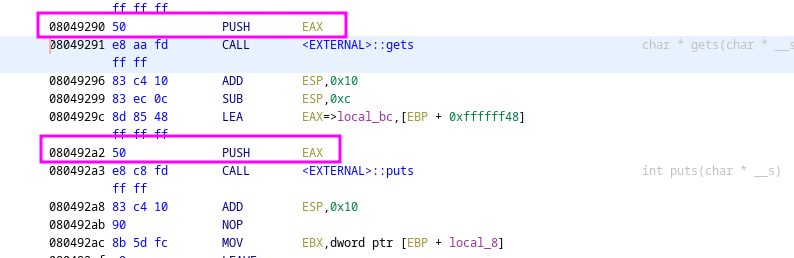 ff ff ff
08049290 50 PUSH EAX
08049291 e8 aa fd CALL <EXTERNAL>::gets char * gets(char * __s
ff ff
08049296 83 c4 10 ADD ESP,0x10
08049299 83 ec 0c SUB ESP,0xc
0804929c 8d 85 48 LEA EAX=>local_bc,[EBP + 0xffffff48]
ff ff ff
080492a2 50 PUSH EAX
080492a3 e8 c8 fd CALL <EXTERNAL>::puts int puts(char * __s)
ff ff
080492a8 83 c4 10 ADD ESP,0x10
080492ab 90 NOP
080492ac 8b 5d fc MOV EBX,dword ptr [EBP + local_8]
LEAVE